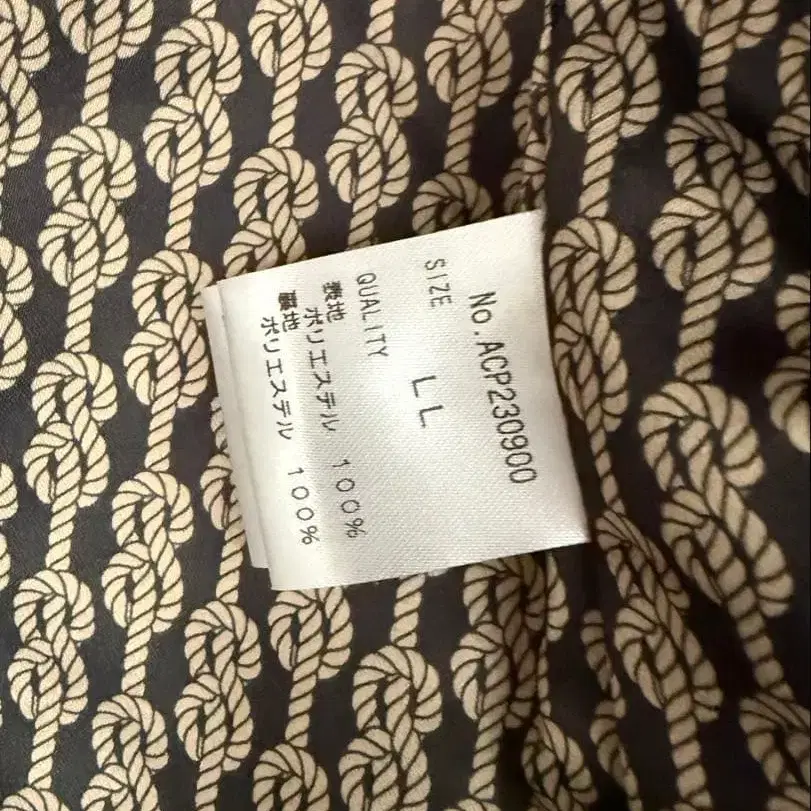 No.ACP230900
SIZE LL
QUALITY
表地
ポリエステル 100%
裏地
ポリエステル 100%